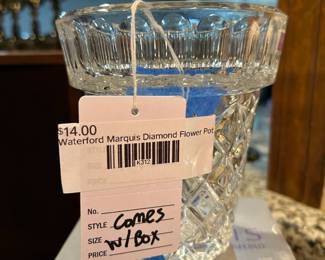 $14.00
Waterford Marquis Diamond Flower Pot
No.
STYLE Comes
SIZE w/Box
PRICE